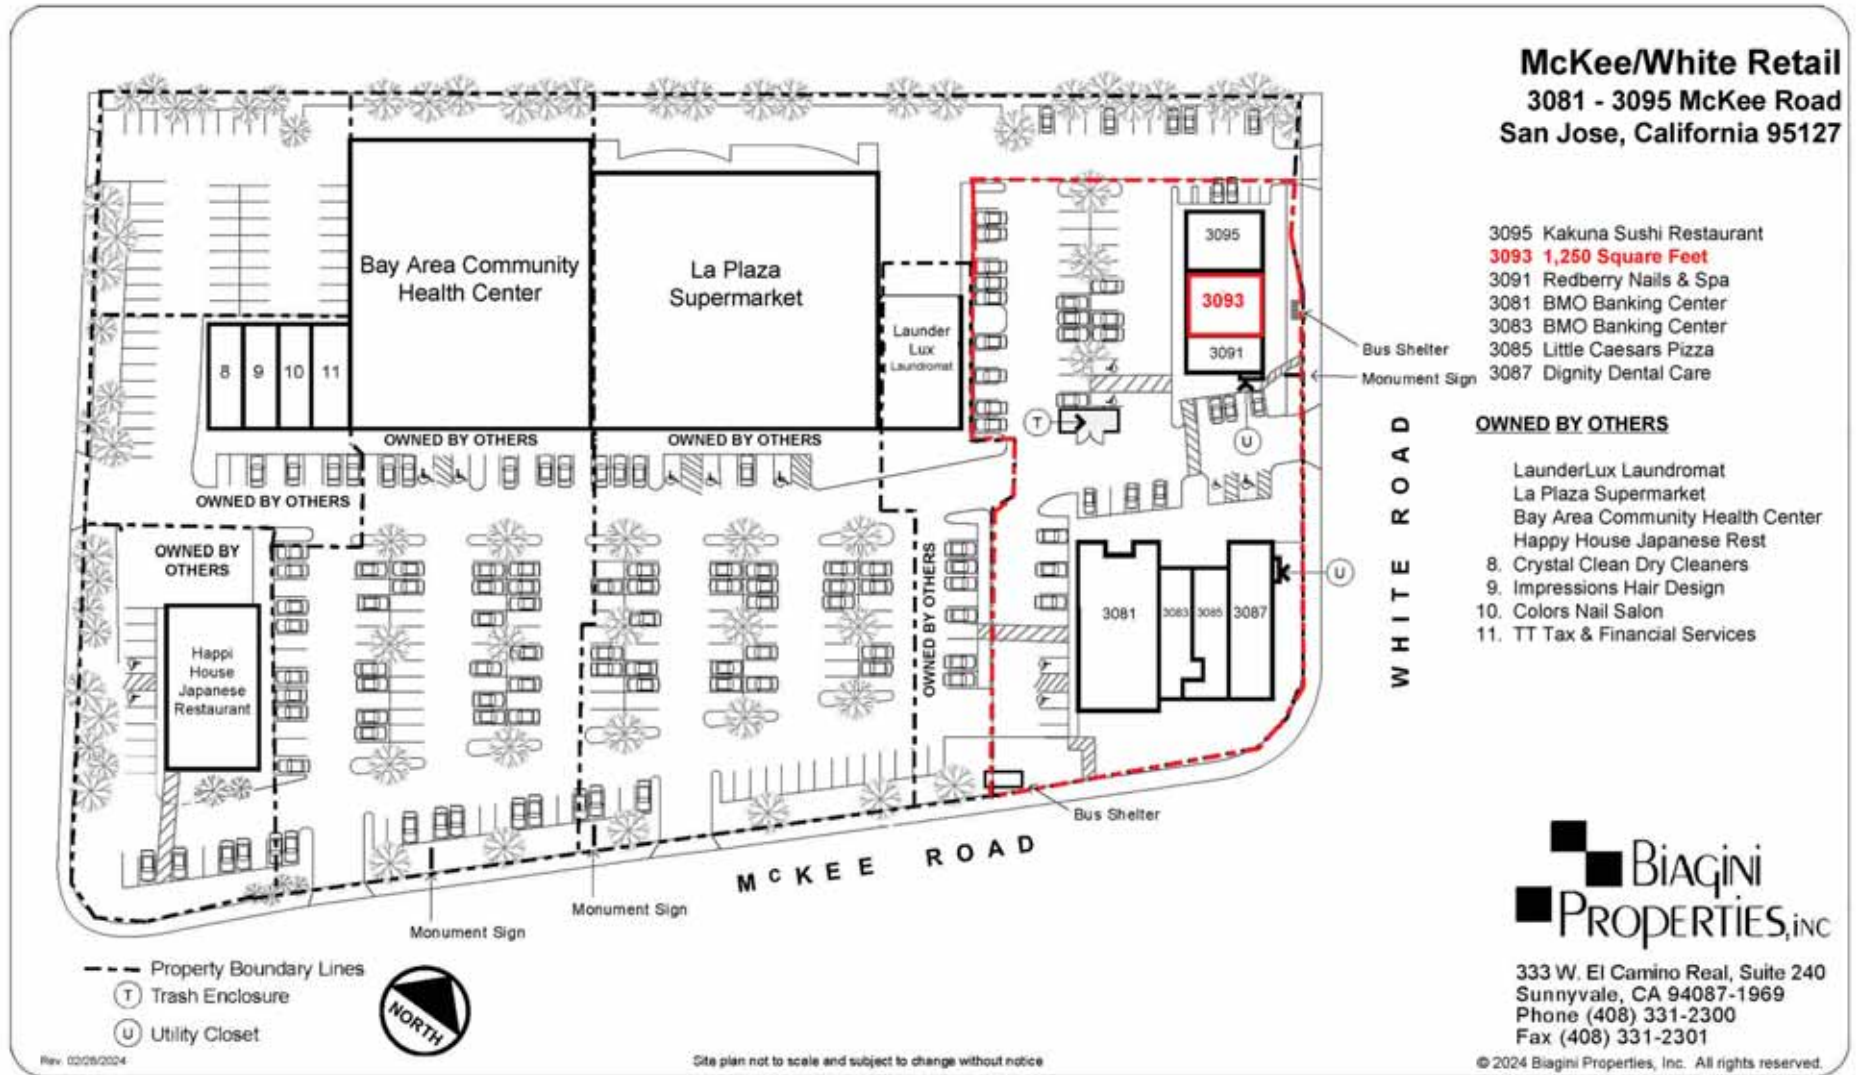 McKee/White Retail
3081 - 3095 McKee Road
San Jose, California 95127
3095 Kakuna Sushi Restaurant
3093 1,250 Square Feet
3091 Redberry Nails & Spa
3081 BMO Banking Center
3083 BMO Banking Center
3085 Little Caesars Pizza
3087 Dignity Dental Care
OWNED BY OTHERS
LaunderLux Laundromat
La Plaza Supermarket
Bay Area Community Health Center
Happy House Japanese Rest
8. Crystal Clean Dry Cleaners
9. Impressions Hair Design
10. Colors Nail Salon
11. TT Tax & Financial Services
Bay Area Community
Health Center
La Plaza
Supermarket
Launder
Lux
Laundromat
3095
3093
3091
Bus Shelter
Monument Sign
8
9
10
11
OWNED BY OTHERS
OWNED BY OTHERS
T
U
OWNED BY OTHERS
OWNED BY
OTHERS
OWNED BY OTHERS
Happi
House
Japanese
Restaurant
3081
3083
3085
3087
U
WHITE ROAD
Bus Shelter
McKEE ROAD
Monument Sign
Monument Sign
Property Boundary Lines
T Trash Enclosure
U Utility Closet
NORTH
BiAGiNi
PROPERTiES, iNC
333 W. El Camino Real, Suite 240
Sunnyvale, CA 94087-1969
Phone (408) 331-2300
Fax (408) 331-2301
Rev. 02/28/2024
Site plan not to scale and subject to change without notice
© 2024 Biagini Properties, Inc. All rights reserved.